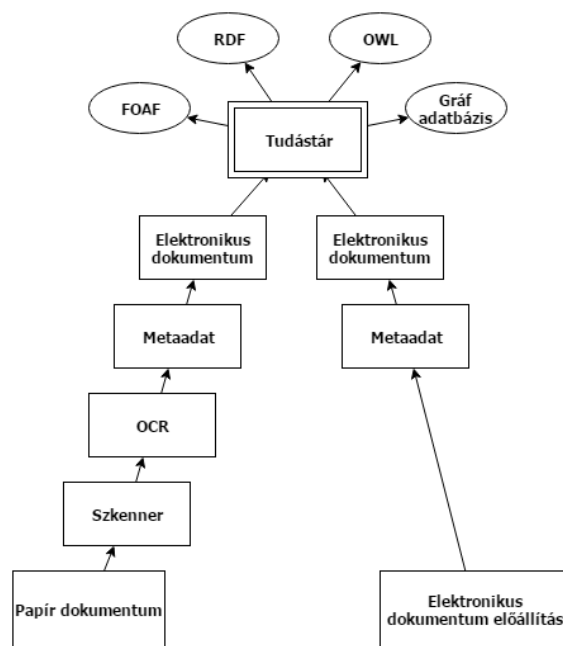 RDF
OWL
FOAF
Gráf
adatbázis
Tudástár
Elektronikus
dokumentum
Elektronikus
dokumentum
Metaadat
Metaadat
OCR
Szkenner
Papír dokumentum
Elektronikus
dokumentum előállítás